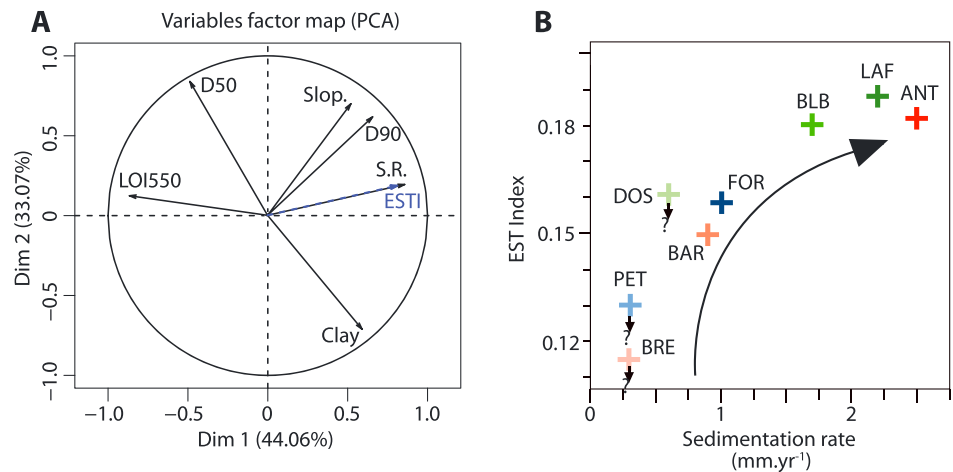 A
Variables factor map (PCA)
Dim 2 (33.07%)
1.0
0.5
0
−0.5
−1.0
D50
Slop.
D90
S.R.
ESTI
LOI550
Clay
−1.0
−0.5
0
0.5
1.0
Dim 1 (44.06%)
B
EST Index
0.18
0.15
0.12
LAF
ANT
BLB
DOS
?
FOR
BAR
PET
?
BRE
?
0
1
2
Sedimentation rate
(mm.yr⁻¹)